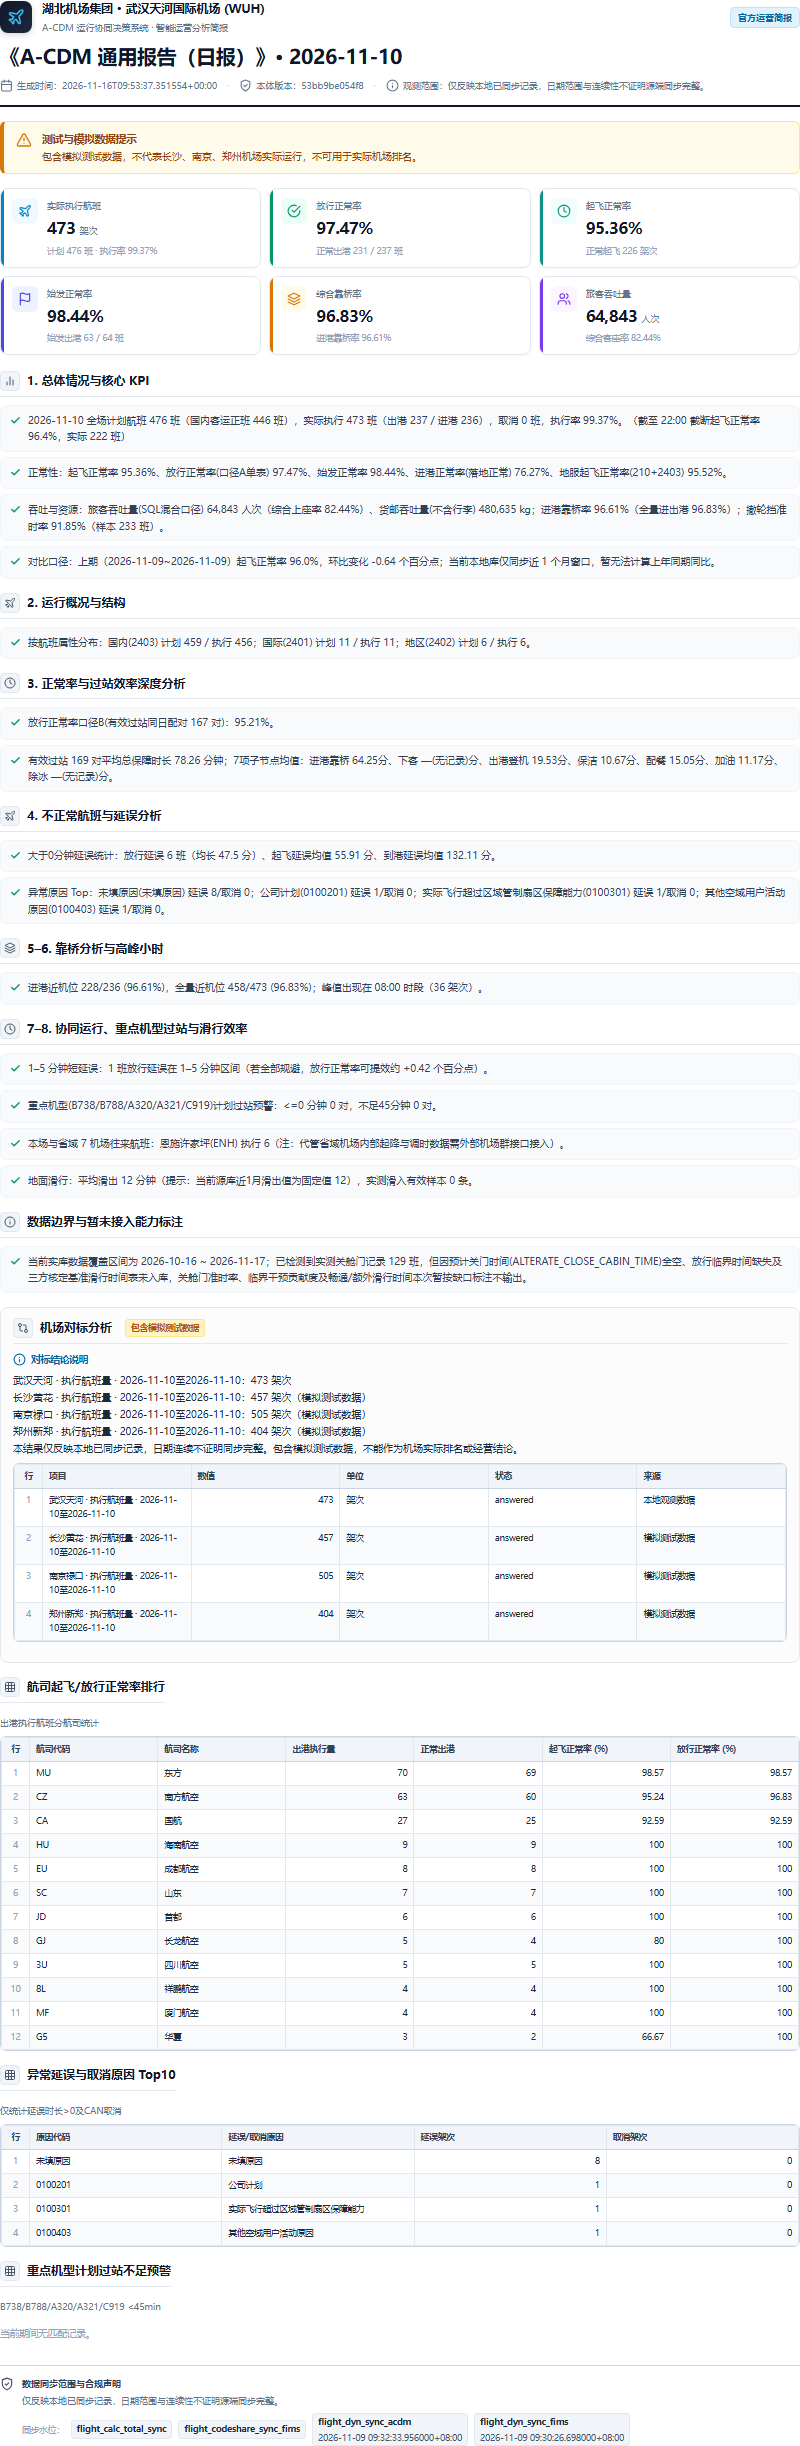 湖北机场集团 • 武汉天河国际机场 (WUH)
A-CDM 运行协同决策系统 · 智能运营分析简报
官方运营简报
《A-CDM 通用报告（日报）》• 2026-11-10
生成时间：2026-11-16T09:53:37.351554+00:00 · 本体版本：53bb9be054f8 · 观测范围：仅反映本地已同步记录，日期范围与连续性不证明源端同步完整。
测试与模拟数据提示
包含模拟测试数据，不代表长沙、南京、郑州机场实际运行，不可用于实际机场排名。
实际执行航班
473 架次
计划 476 班 · 执行率 99.37%
放行正常率
97.47%
正常出港 231 / 237 班
起飞正常率
95.36%
正常起飞 226 架次
始发正常率
98.44%
始发出港 63 / 64 班
综合靠桥率
96.83%
进港靠桥率 96.61%
旅客吞吐量
64,843 人次
综合客座率 82.44%
1. 总体情况与核心 KPI
2026-11-10 全场计划航班 476 班（国内客运正班 446 班），实际执行 473 班（出港 237 / 进港 236），取消 0 班，执行率 99.37%。（截至 22:00 截断起飞正常率
96.4%，实际 222 班）
正常性：起飞正常率 95.36%、放行正常率(口径A单表) 97.47%、始发正常率 98.44%、进港正常率(落地正常) 76.27%、地服起飞正常率(210+2403) 95.52%。
吞吐与资源：旅客吞吐量(SQL混合口径) 64,843 人次（综合上座率 82.44%）、货邮吞吐量(不含行李) 480,635 kg；进港靠桥率 96.61%（全量进出港 96.83%）；撤轮挡准
时率 91.85%（样本 233 班）。
对比口径：上期（2026-11-09~2026-11-09）起飞正常率 96.0%，环比变化 -0.64 个百分点；当前本地库仅同步近 1 个月窗口，暂无法计算上年同期同比。
2. 运行概况与结构
按航班属性分布：国内(2403) 计划 459 / 执行 456；国际(2401) 计划 11 / 执行 11；地区(2402) 计划 6 / 执行 6。
3. 正常率与过站效率深度分析
放行正常率口径B(有效过站同日配对 167 对)：95.21%。
有效过站 169 对平均总保障时长 78.26 分钟；7项子节点均值：进港靠桥 64.25分、下客 —(无记录)分、出港登机 19.53分、保洁 10.67分、配餐 15.05分、加油 11.17分、
除冰 —(无记录)分。
4. 不正常航班与延误分析
大于0分钟延误统计：放行延误 6 班（均长 47.5 分）、起飞延误均值 55.91 分、到港延误均值 132.11 分。
异常原因 Top：未填原因(未填原因) 延误 8/取消 0；公司计划(0100201) 延误 1/取消 0；实际飞行超过区域管制扇区保障能力(0100301) 延误 1/取消 0；其他空域用户活动
原因(0100403) 延误 1/取消 0。
5–6. 靠桥分析与高峰小时
进港近机位 228/236 (96.61%)，全量近机位 458/473 (96.83%)；峰值出现在 08:00 时段（36 架次）。
7–8. 协同运行、重点机型过站与滑行效率
1–5 分钟短延误：1 班放行延误在 1–5 分钟区间（若全部规避，放行正常率可提效约 +0.42 个百分点）。
重点机型(B738/B788/A320/A321/C919)计划过站预警：<=0 分钟 0 对，不足45分钟 0 对。
本场与省域 7 机场往来航班：恩施许家坪(ENH) 执行 6（注：代管省域机场内部起降与调时数据需外部机场群接口接入）。
地面滑行：平均滑出 12 分钟（提示：当前源库近1月滑出值为固定值 12），实测滑入有效样本 0 条。
数据边界与暂未接入能力标注
当前实库数据覆盖区间为 2026-10-16 ~ 2026-11-17；已检测到实测关舱门记录 129 班，但因预计关门时间(ALTERATE_CLOSE_CABIN_TIME)全空、放行临界时间缺失及
三方核定基准滑行时间表未入库，关舱门准时率、临界干预贡献度及畅通/额外滑行时间本次暂按缺口标注不输出。
机场对标分析 包含模拟测试数据
对标结论说明
武汉天河 · 执行航班量 · 2026-11-10至2026-11-10：473 架次
长沙黄花 · 执行航班量 · 2026-11-10至2026-11-10：457 架次（模拟测试数据）
南京禄口 · 执行航班量 · 2026-11-10至2026-11-10：505 架次（模拟测试数据）
郑州新郑 · 执行航班量 · 2026-11-10至2026-11-10：404 架次（模拟测试数据）
本结果仅反映本地已同步记录，日期连续不证明同步完整。包含模拟测试数据，不能作为机场实际排名或经营结论。
行 项目 数值 单位 状态 来源
1 武汉天河 · 执行航班量 · 2026-11-10至2026-11-10 473 架次 answered 本地观测数据
2 长沙黄花 · 执行航班量 · 2026-11-10至2026-11-10 457 架次 answered 模拟测试数据
3 南京禄口 · 执行航班量 · 2026-11-10至2026-11-10 505 架次 answered 模拟测试数据
4 郑州新郑 · 执行航班量 · 2026-11-10至2026-11-10 404 架次 answered 模拟测试数据
航司起飞/放行正常率排行
出港执行航班分航司统计
行 航司代码 航司名称 出港执行量 正常出港 起飞正常率 (%) 放行正常率 (%)
1 MU 东方 70 69 98.57 98.57
2 CZ 南方航空 63 60 95.24 96.83
3 CA 国航 27 25 92.59 92.59
4 HU 海南航空 9 9 100 100
5 EU 成都航空 8 8 100 100
6 SC 山东 7 7 100 100
7 JD 首都 6 6 100 100
8 GJ 长龙航空 5 4 80 100
9 3U 四川航空 5 5 100 100
10 8L 祥鹏航空 4 4 100 100
11 MF 厦门航空 4 4 100 100
12 G5 华夏 3 2 66.67 100
异常延误与取消原因 Top10
仅统计延误时长>0及CAN取消
行 原因代码 延误/取消原因 延误架次 取消架次
1 未填原因 未填原因 8 0
2 0100201 公司计划 1 0
3 0100301 实际飞行超过区域管制扇区保障能力 1 0
4 0100403 其他空域用户活动原因 1 0
重点机型计划过站不足预警
B738/B788/A320/A321/C919 <45min
当前期间无匹配记录。
数据同步范围与合规声明
仅反映本地已同步记录，日期范围与连续性不证明源端同步完整。
同步水位： flight_calc_total_sync flight_codeshare_sync_fims flight_dyn_sync_acdm 2026-11-09 09:32:33.956000+08:00 flight_dyn_sync_fims 2026-11-09 09:30:26.698000+08:00